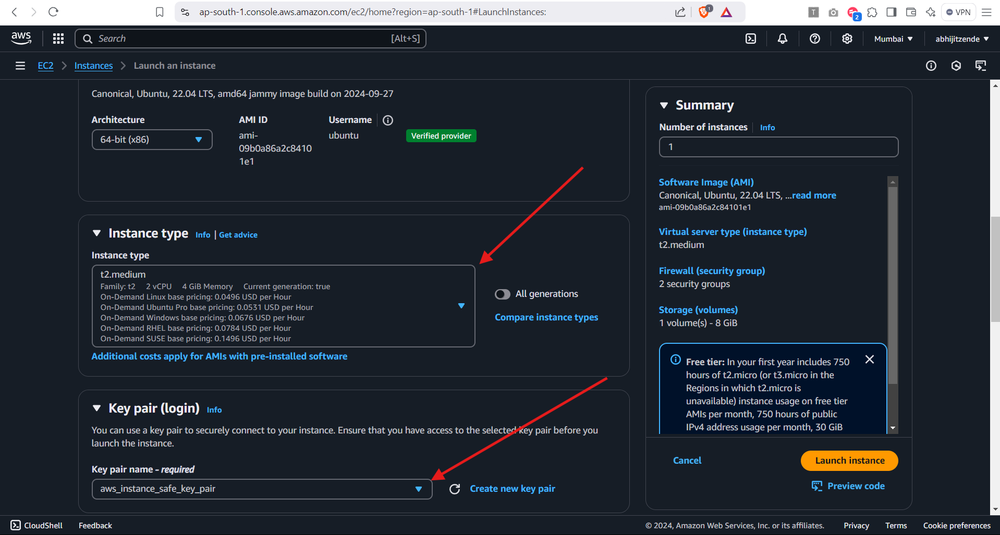 ap-south-1.console.aws.amazon.com/ec2/home?region=ap-south-1#LaunchInstances:
1
T
2
VPN
aws
Search
[Alt+S]
Mumbai
abhijitzende
EC2
Instances
Launch an instance
Canonical, Ubuntu, 22.04 LTS, amd64 jammy image build on 2024-09-27
Architecture
64-bit (x86)
AMI ID
ami-
09b0a86a2c8410
1e1
Username
ubuntu
Verified provider
Instance type
Info | Get advice
Instance type
t2.medium
Family: t2 2 vCPU 4 GiB Memory Current generation: true
On-Demand Linux base pricing: 0.0496 USD per Hour
On-Demand Ubuntu Pro base pricing: 0.0531 USD per Hour
On-Demand Windows base pricing: 0.0676 USD per Hour
On-Demand RHEL base pricing: 0.0784 USD per Hour
On-Demand SUSE base pricing: 0.1496 USD per Hour
All generations
Compare instance types
Additional costs apply for AMIs with pre-installed software
Key pair (login) Info
You can use a key pair to securely connect to your instance. Ensure that you have access to the selected key pair before you
launch the instance.
Key pair name - required
aws_instance_safe_key_pair
Create new key pair
Summary
Number of instances Info
1
Software Image (AMI)
Canonical, Ubuntu, 22.04 LTS, ...read more
ami-09b0a86a2c84101e1
Virtual server type (instance type)
t2.medium
Firewall (security group)
2 security groups
Storage (volumes)
1 volume(s) - 8 GiB
Free tier: In your first year includes 750
hours of t2.micro (or t3.micro in the
Regions in which t2.micro is
unavailable) instance usage on free tier
AMIs per month, 750 hours of public
IPv4 address usage per month, 30 GiB
Cancel
Launch instance
Preview code
CloudShell
Feedback
© 2024, Amazon Web Services, Inc. or its affiliates.
Privacy
Terms
Cookie preferences